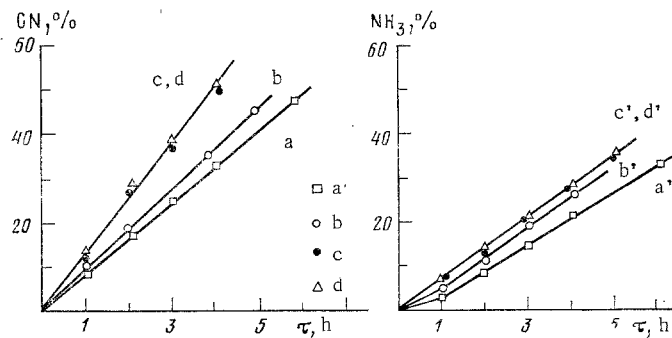 CN, %
60
40
20
c, d
b
a
□ a
○ b
● c
△ d
1
3
5
τ, h
NH3, %
60
40
20
c', d'
b'
a'
1
3
5
τ, h